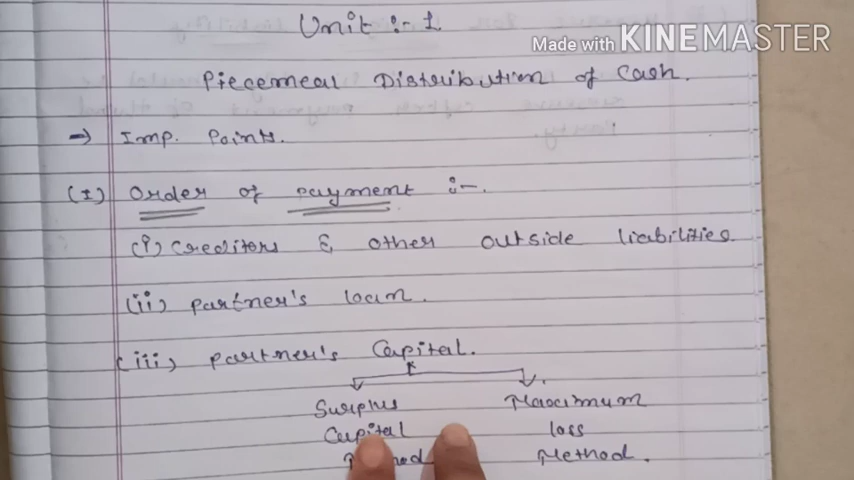 Unit :- 1
Made with KINEMASTER
Piecemeal Distribution of Cash.
→ Imp. Points.
(I) Order of payment :-
(i) Creditors & other outside liabilities
(ii) partner's loan.
(iii) partner's Capital.
Surplus Maximum
Capital loss
Method.